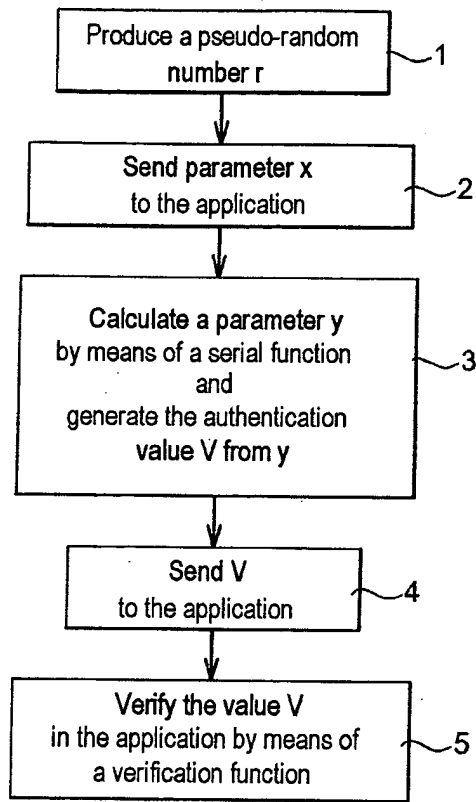 Produce a pseudo-random
number r
1
Send parameter x
to the application
2
Calculate a parameter y
by means of a serial function
and
generate the authentication
value V from y
3
Send V
to the application
4
Verify the value V
in the application by means of
a verification function
5